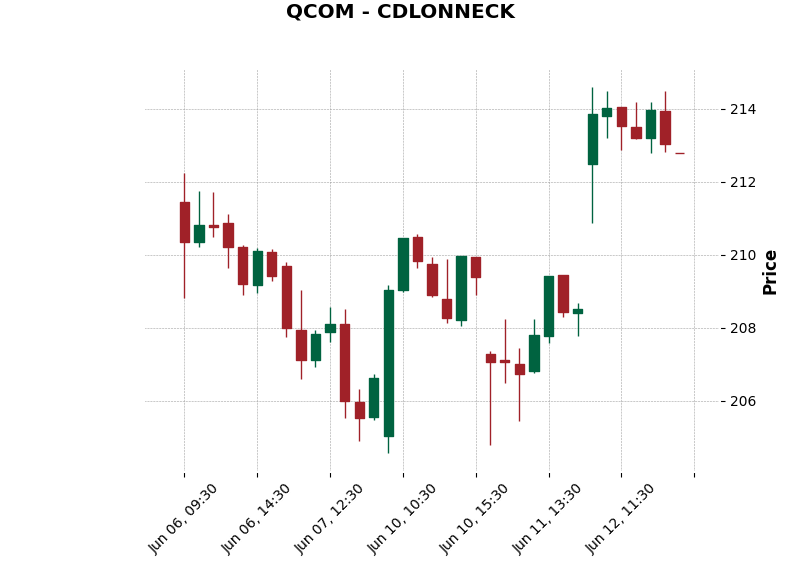 QCOM - CDLONNECK
214
212
210
208
206
Price
Jun 06, 09:30
Jun 06, 14:30
Jun 07, 12:30
Jun 10, 10:30
Jun 10, 15:30
Jun 11, 13:30
Jun 12, 11:30